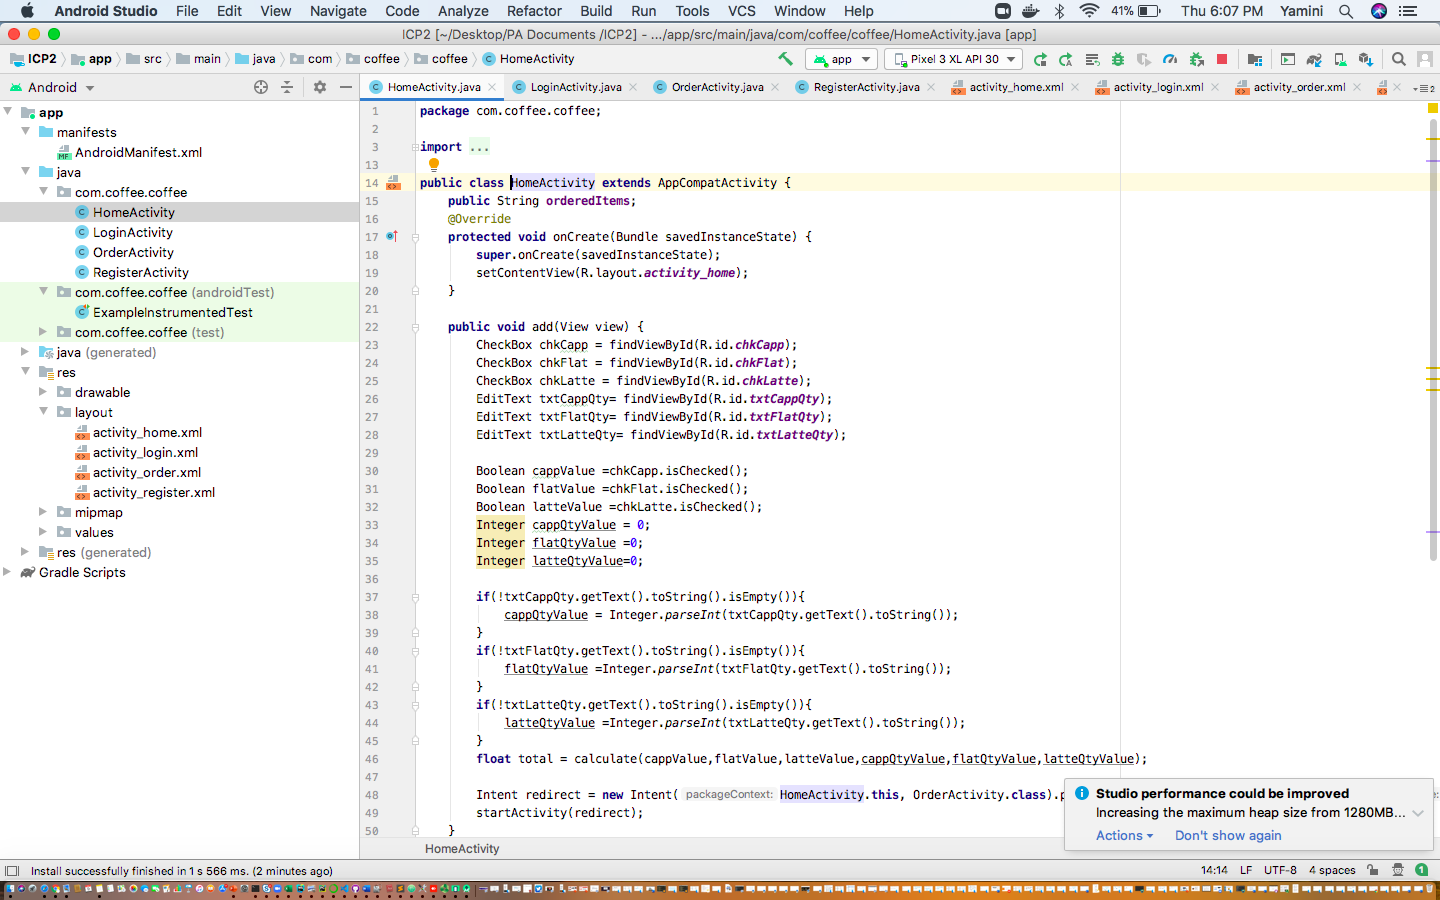 Android Studio File Edit View Navigate Code Analyze Refactor Build Run Tools VCS Window Help 41% Thu 6:07 PM Yamini
ICP2 [~/Desktop/PA Documents /ICP2] - .../app/src/main/java/com/coffee/coffee/HomeActivity.java [app]
ICP2 app src main java com coffee coffee HomeActivity app Pixel 3 XL API 30
Android HomeActivity.java LoginActivity.java OrderActivity.java RegisterActivity.java activity_home.xml activity_login.xml activity_order.xml 2
app
manifests
AndroidManifest.xml
java
com.coffee.coffee
HomeActivity
LoginActivity
OrderActivity
RegisterActivity
com.coffee.coffee (androidTest)
ExampleInstrumentedTest
com.coffee.coffee (test)
java (generated)
res
drawable
layout
activity_home.xml
activity_login.xml
activity_order.xml
activity_register.xml
mipmap
values
res (generated)
Gradle Scripts
1 package com.coffee.coffee;
2
3 import ...
13
14 public class HomeActivity extends AppCompatActivity {
15 public String orderedItems;
16 @Override
17 protected void onCreate(Bundle savedInstanceState) {
18 super.onCreate(savedInstanceState);
19 setContentView(R.layout.activity_home);
20 }
21
22 public void add(View view) {
23 CheckBox chkCapp = findViewById(R.id.chkCapp);
24 CheckBox chkFlat = findViewById(R.id.chkFlat);
25 CheckBox chkLatte = findViewById(R.id.chkLatte);
26 EditText txtCappQty= findViewById(R.id.txtCappQty);
27 EditText txtFlatQty= findViewById(R.id.txtFlatQty);
28 EditText txtLatteQty= findViewById(R.id.txtLatteQty);
29
30 Boolean cappValue =chkCapp.isChecked();
31 Boolean flatValue =chkFlat.isChecked();
32 Boolean latteValue =chkLatte.isChecked();
33 Integer cappQtyValue = 0;
34 Integer flatQtyValue =0;
35 Integer latteQtyValue=0;
36
37 if(!txtCappQty.getText().toString().isEmpty()){
38 cappQtyValue = Integer.parseInt(txtCappQty.getText().toString());
39 }
40 if(!txtFlatQty.getText().toString().isEmpty()){
41 flatQtyValue =Integer.parseInt(txtFlatQty.getText().toString());
42 }
43 if(!txtLatteQty.getText().toString().isEmpty()){
44 latteQtyValue =Integer.parseInt(txtLatteQty.getText().toString());
45 }
46 float total = calculate(cappValue,flatValue,latteValue,cappQtyValue,flatQtyValue,latteQtyValue);
47
48 Intent redirect = new Intent( packageContext: HomeActivity.this, OrderActivity.class).p
49 startActivity(redirect);
50 }
HomeActivity
Studio performance could be improved
Increasing the maximum heap size from 1280MB...
Actions Don't show again
Install successfully finished in 1 s 566 ms. (2 minutes ago) 14:14 LF UTF-8 4 spaces 1